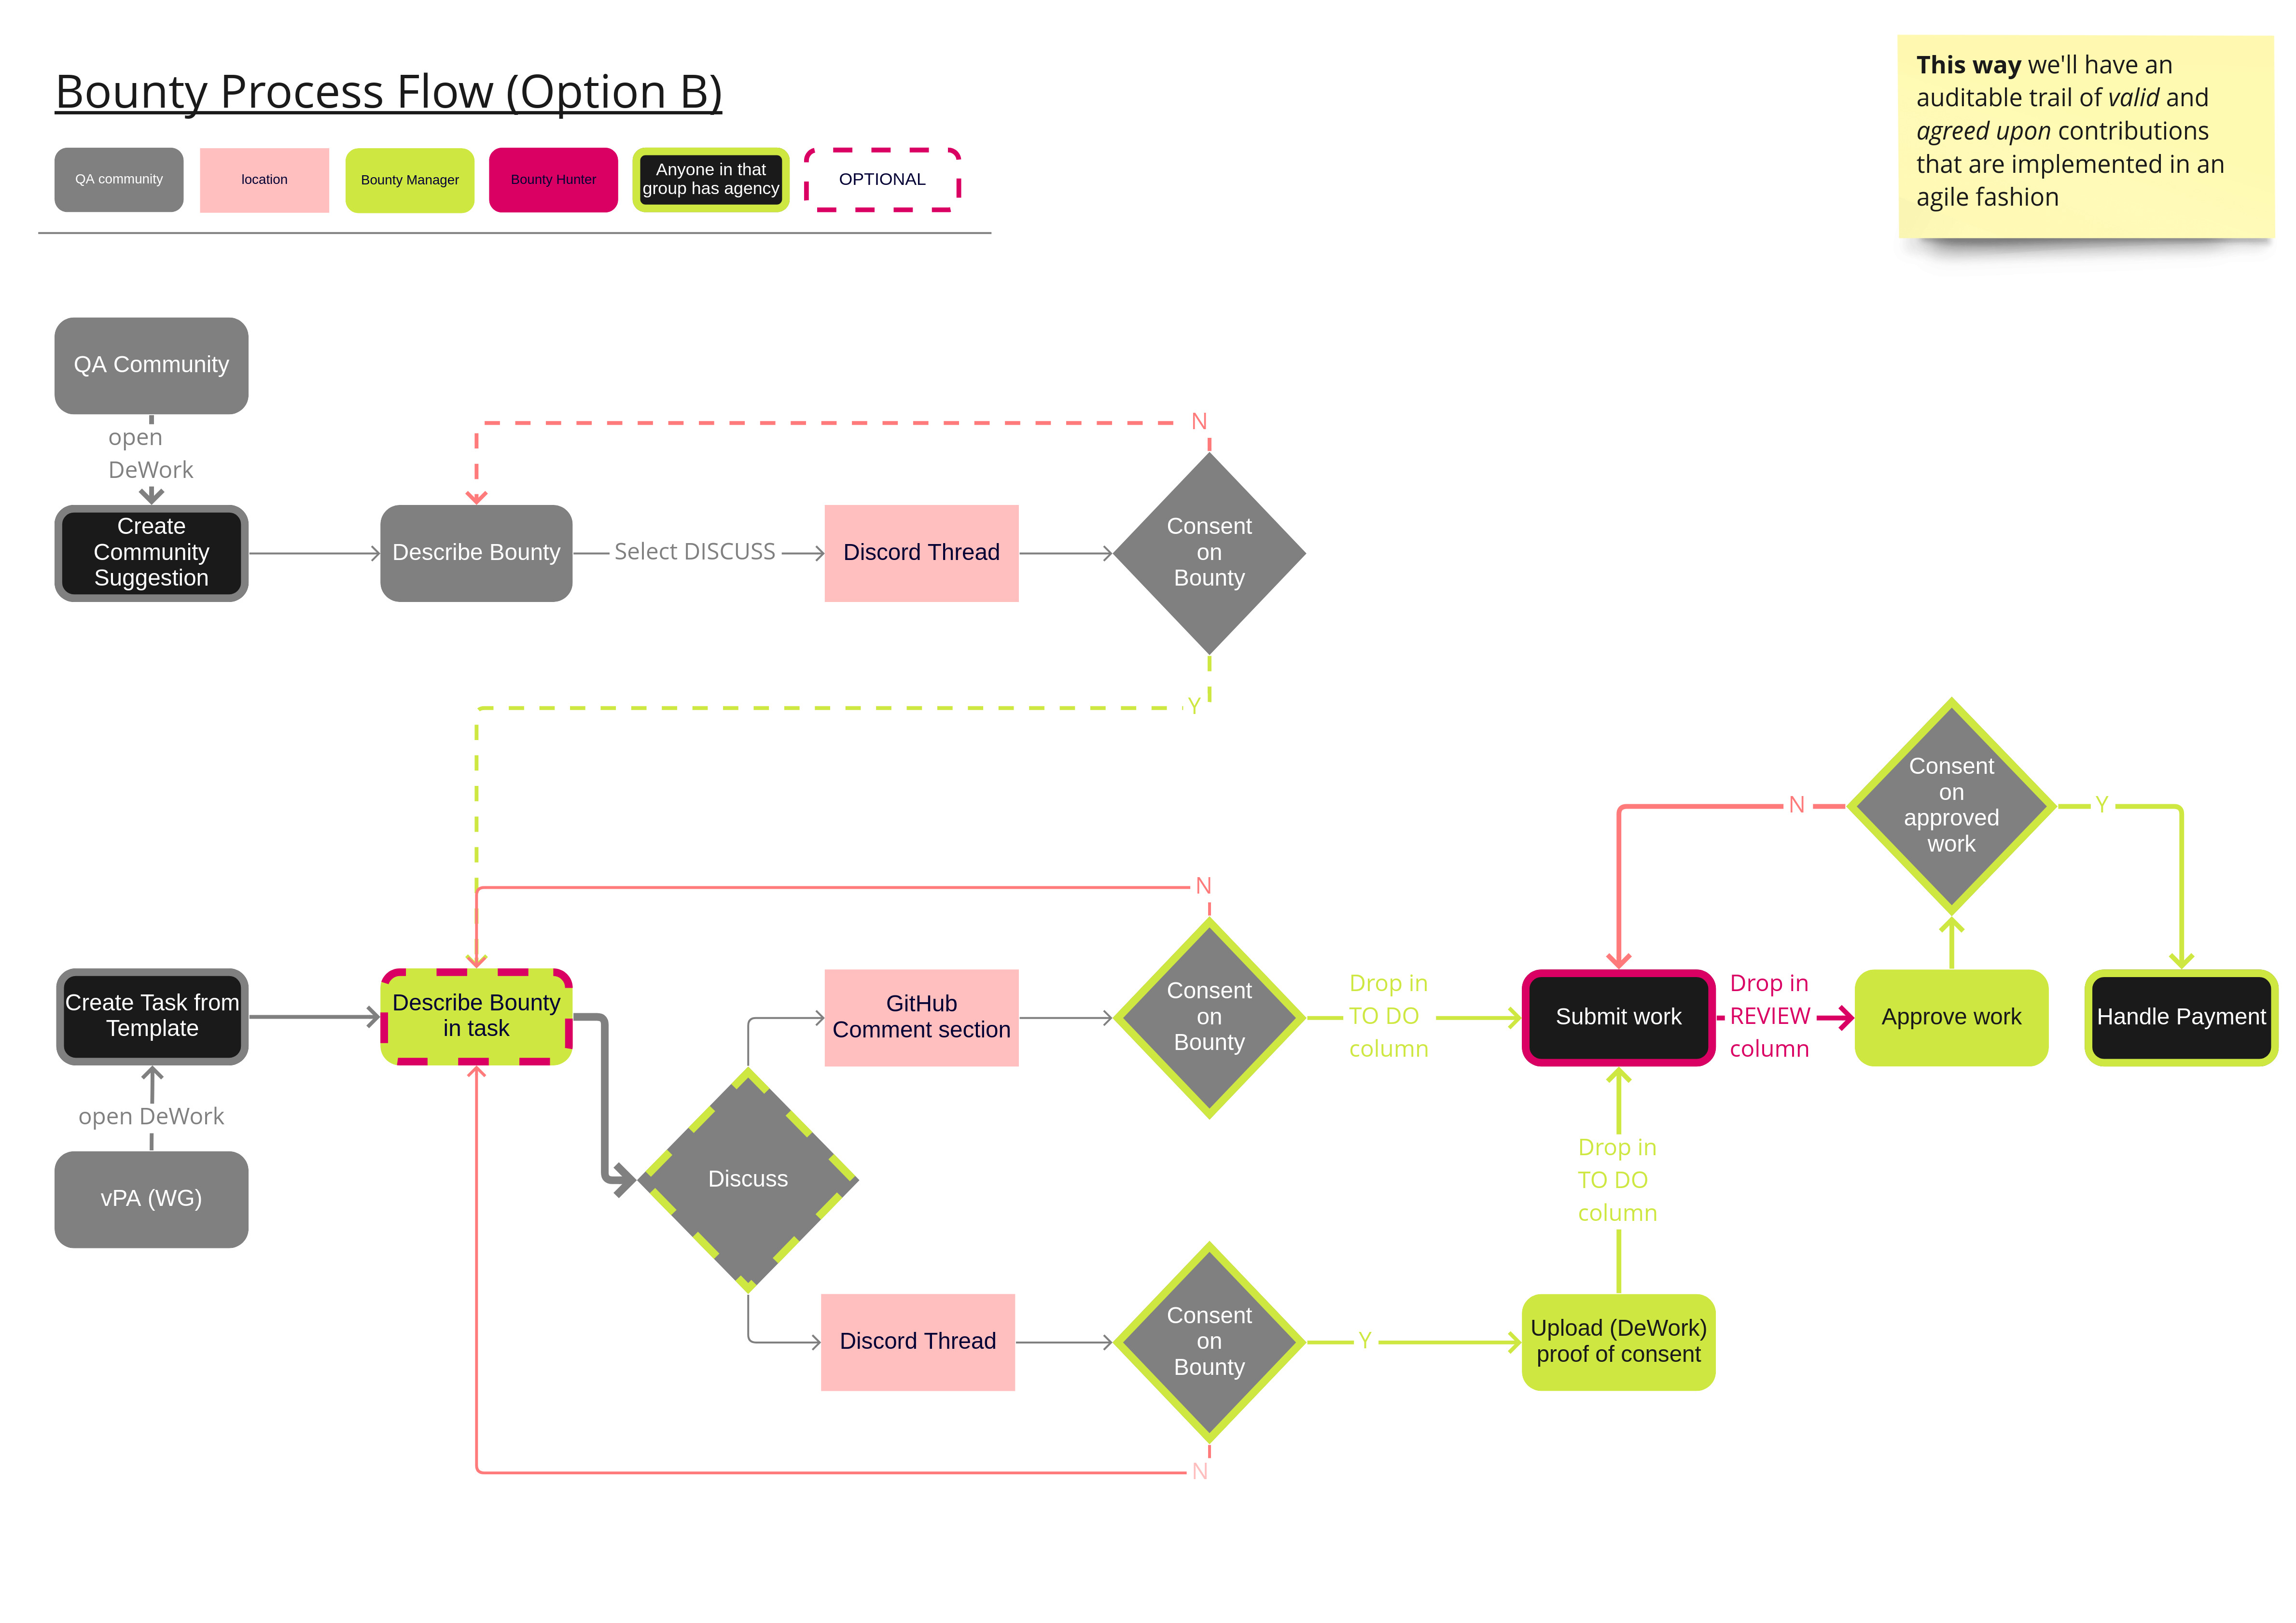 Bounty Process Flow (Option B)
This way we'll have an
auditable trail of valid and
agreed upon contributions
that are implemented in an
agile fashion
QA community
location
Bounty Manager
Bounty Hunter
Anyone in that
group has agency
OPTIONAL
QA Community
open
DeWork
Create
Community
Suggestion
Describe Bounty
Select DISCUSS
Discord Thread
Consent
on
Bounty
N
Y
Create Task from
Template
open DeWork
vPA (WG)
Describe Bounty
in task
Discuss
GitHub
Comment section
Consent
on
Bounty
N
Drop in
TO DO
column
Discord Thread
Consent
on
Bounty
Y
N
Upload (DeWork)
proof of consent
Drop in
TO DO
column
Submit work
Drop in
REVIEW
column
Approve work
Consent
on
approved
work
N
Y
Handle Payment